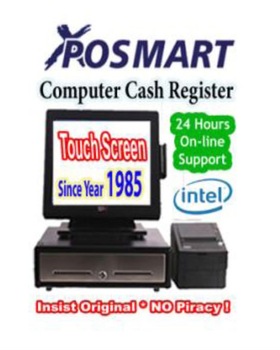 POSMART
Computer Cash Register
24 Hours
On-line
Support
Touch Screen
Since Year 1985
intel
Insist Original * NO Piracy !